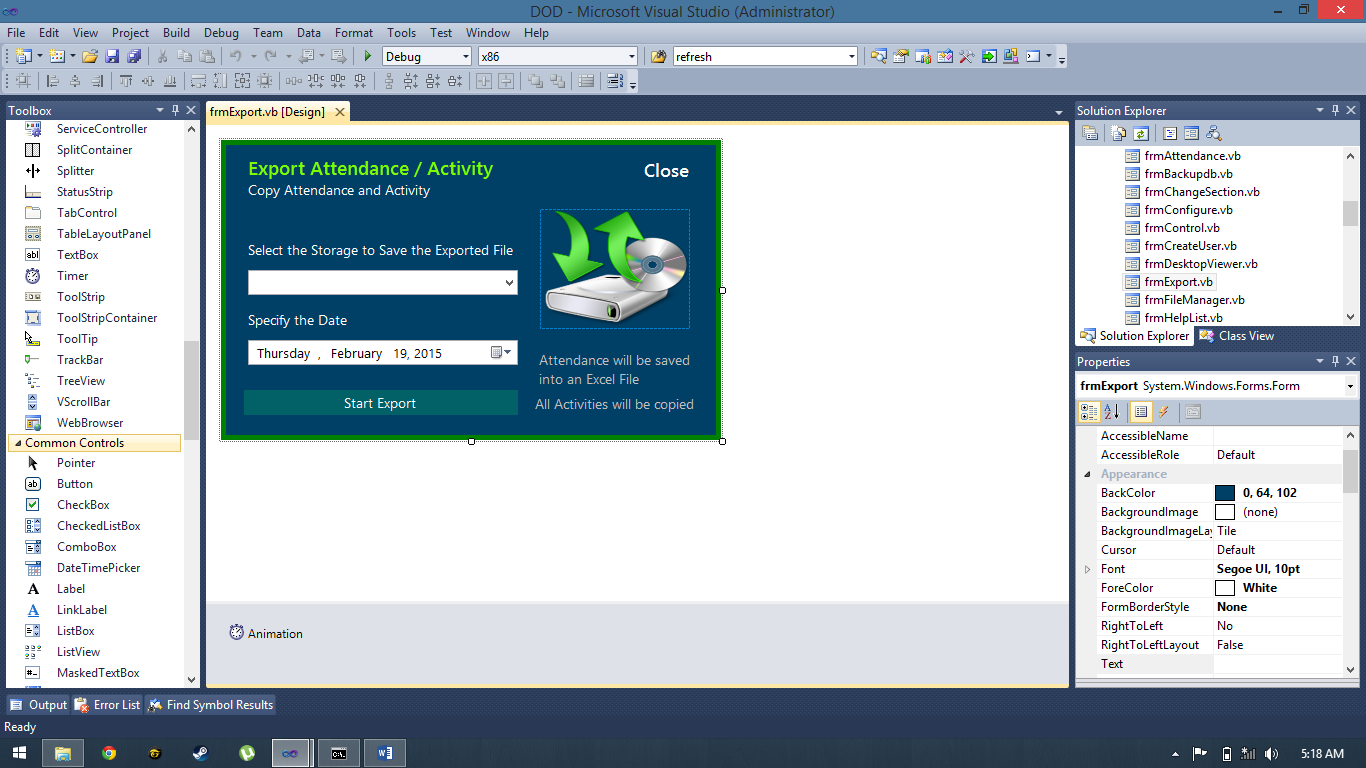 DOD - Microsoft Visual Studio (Administrator)
File Edit View Project Build Debug Team Data Format Tools Test Window Help
Debug x86 refresh
Toolbox
ServiceController
SplitContainer
Splitter
StatusStrip
TabControl
TableLayoutPanel
TextBox
Timer
ToolStrip
ToolStripContainer
ToolTip
TrackBar
TreeView
VScrollBar
WebBrowser
Common Controls
Pointer
Button
CheckBox
CheckedListBox
ComboBox
DateTimePicker
Label
LinkLabel
ListBox
ListView
MaskedTextBox
frmExport.vb [Design]
Export Attendance / Activity
Close
Copy Attendance and Activity
Select the Storage to Save the Exported File
Specify the Date
Thursday , February 19, 2015
Start Export
Attendance will be saved
into an Excel File
All Activities will be copied
Animation
Solution Explorer
frmAttendance.vb
frmBackupdb.vb
frmChangeSection.vb
frmConfigure.vb
frmControl.vb
frmCreateUser.vb
frmDesktopViewer.vb
frmExport.vb
frmFileManager.vb
frmHelpList.vb
Solution Explorer Class View
Properties
frmExport System.Windows.Forms.Form
AccessibleName
AccessibleRole Default
Appearance
BackColor 0, 64, 102
BackgroundImage (none)
BackgroundImageLay Tile
Cursor Default
Font Segoe UI, 10pt
ForeColor White
FormBorderStyle None
RightToLeft No
RightToLeftLayout False
Text
Output Error List Find Symbol Results
Ready
5:18 AM